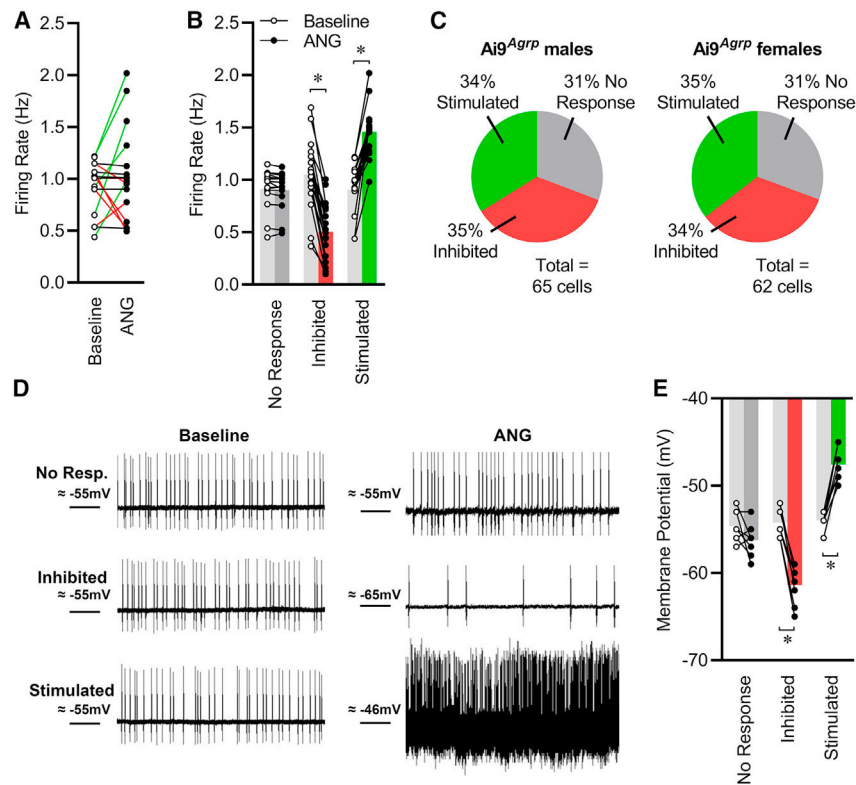 A
Firing Rate (Hz)
2.5
2.0
1.5
1.0
0.5
0.0
Baseline
ANG
B
Baseline
ANG
Firing Rate (Hz)
2.5
2.0
1.5
1.0
0.5
0.0
*
*
No Response
Inhibited
Stimulated
C
Ai9Agrp males
34%
Stimulated
31% No
Response
35%
Inhibited
Total =
65 cells
Ai9Agrp females
35%
Stimulated
31% No
Response
34%
Inhibited
Total =
62 cells
D
Baseline
ANG
No Resp.
≈ -55mV
≈ -55mV
Inhibited
≈ -55mV
≈ -65mV
Stimulated
≈ -55mV
≈ -46mV
E
Membrane Potential (mV)
-40
-50
-60
-70
*
*
No Response
Inhibited
Stimulated